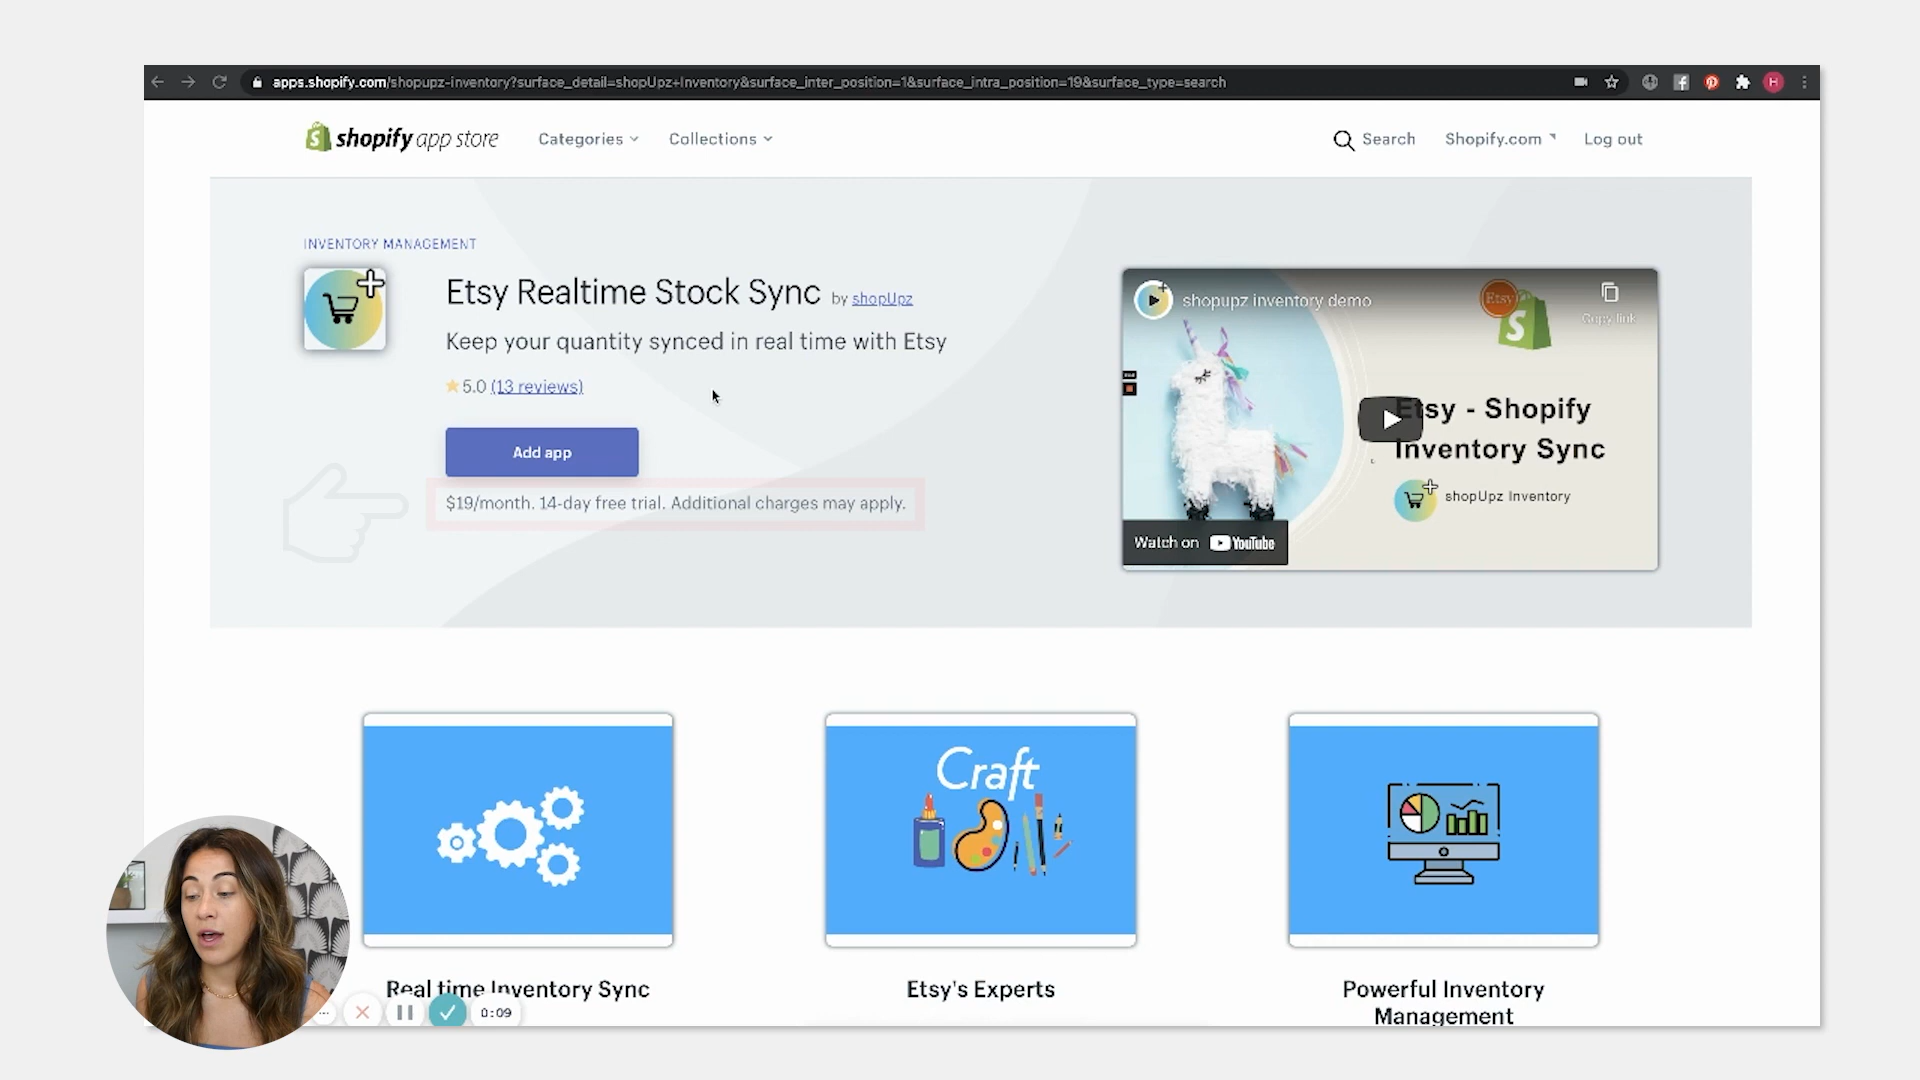 apps.shopify.com/shopupz-inventory?surface_detail=shopUpz+Inventory&surface_inter_position=1&surface_intra_position=19&surface_type=search
H
shopify app store
Categories
Collections
Search
Shopify.com
Log out
INVENTORY MANAGEMENT
Etsy Realtime Stock Sync by shopUpz
Keep your quantity synced in real time with Etsy
5.0 (13 reviews)
Add app
$19/month. 14-day free trial. Additional charges may apply.
shopupz inventory demo
Etsy
S
Copy link
Etsy - Shopify
Inventory Sync
shopUpz Inventory
Watch on YouTube
Craft
Real time Inventory Sync
Etsy's Experts
Powerful Inventory
Management
0:09